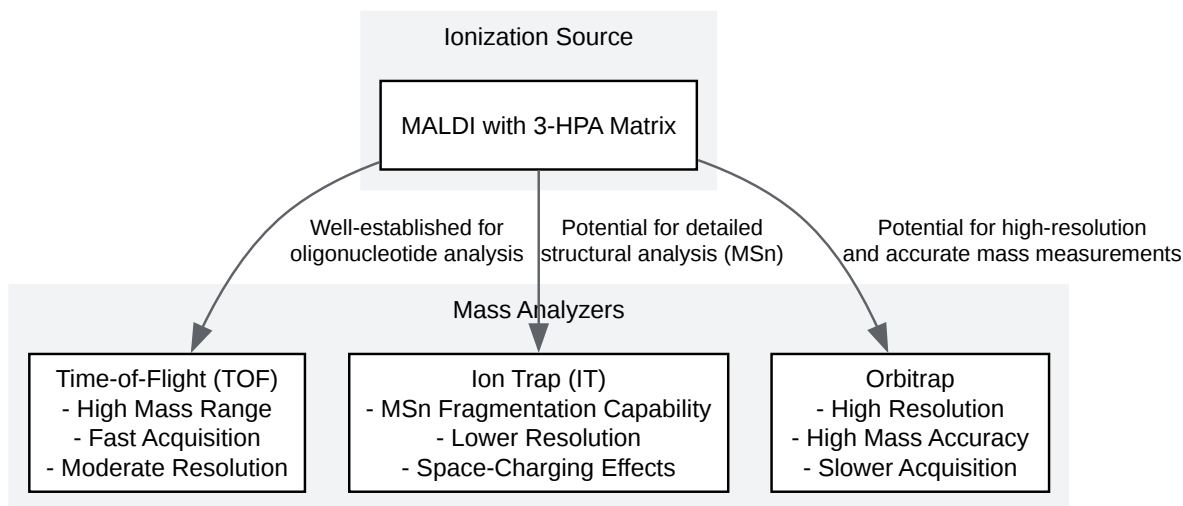 Ionization Source
MALDI with 3-HPA Matrix
Well-established for
oligonucleotide analysis
Potential for detailed
structural analysis (MSn)
Potential for high-resolution
and accurate mass measurements
Mass Analyzers
Time-of-Flight (TOF)
- High Mass Range
- Fast Acquisition
- Moderate Resolution
Ion Trap (IT)
- MSn Fragmentation Capability
- Lower Resolution
- Space-Charging Effects
Orbitrap
- High Resolution
- High Mass Accuracy
- Slower Acquisition